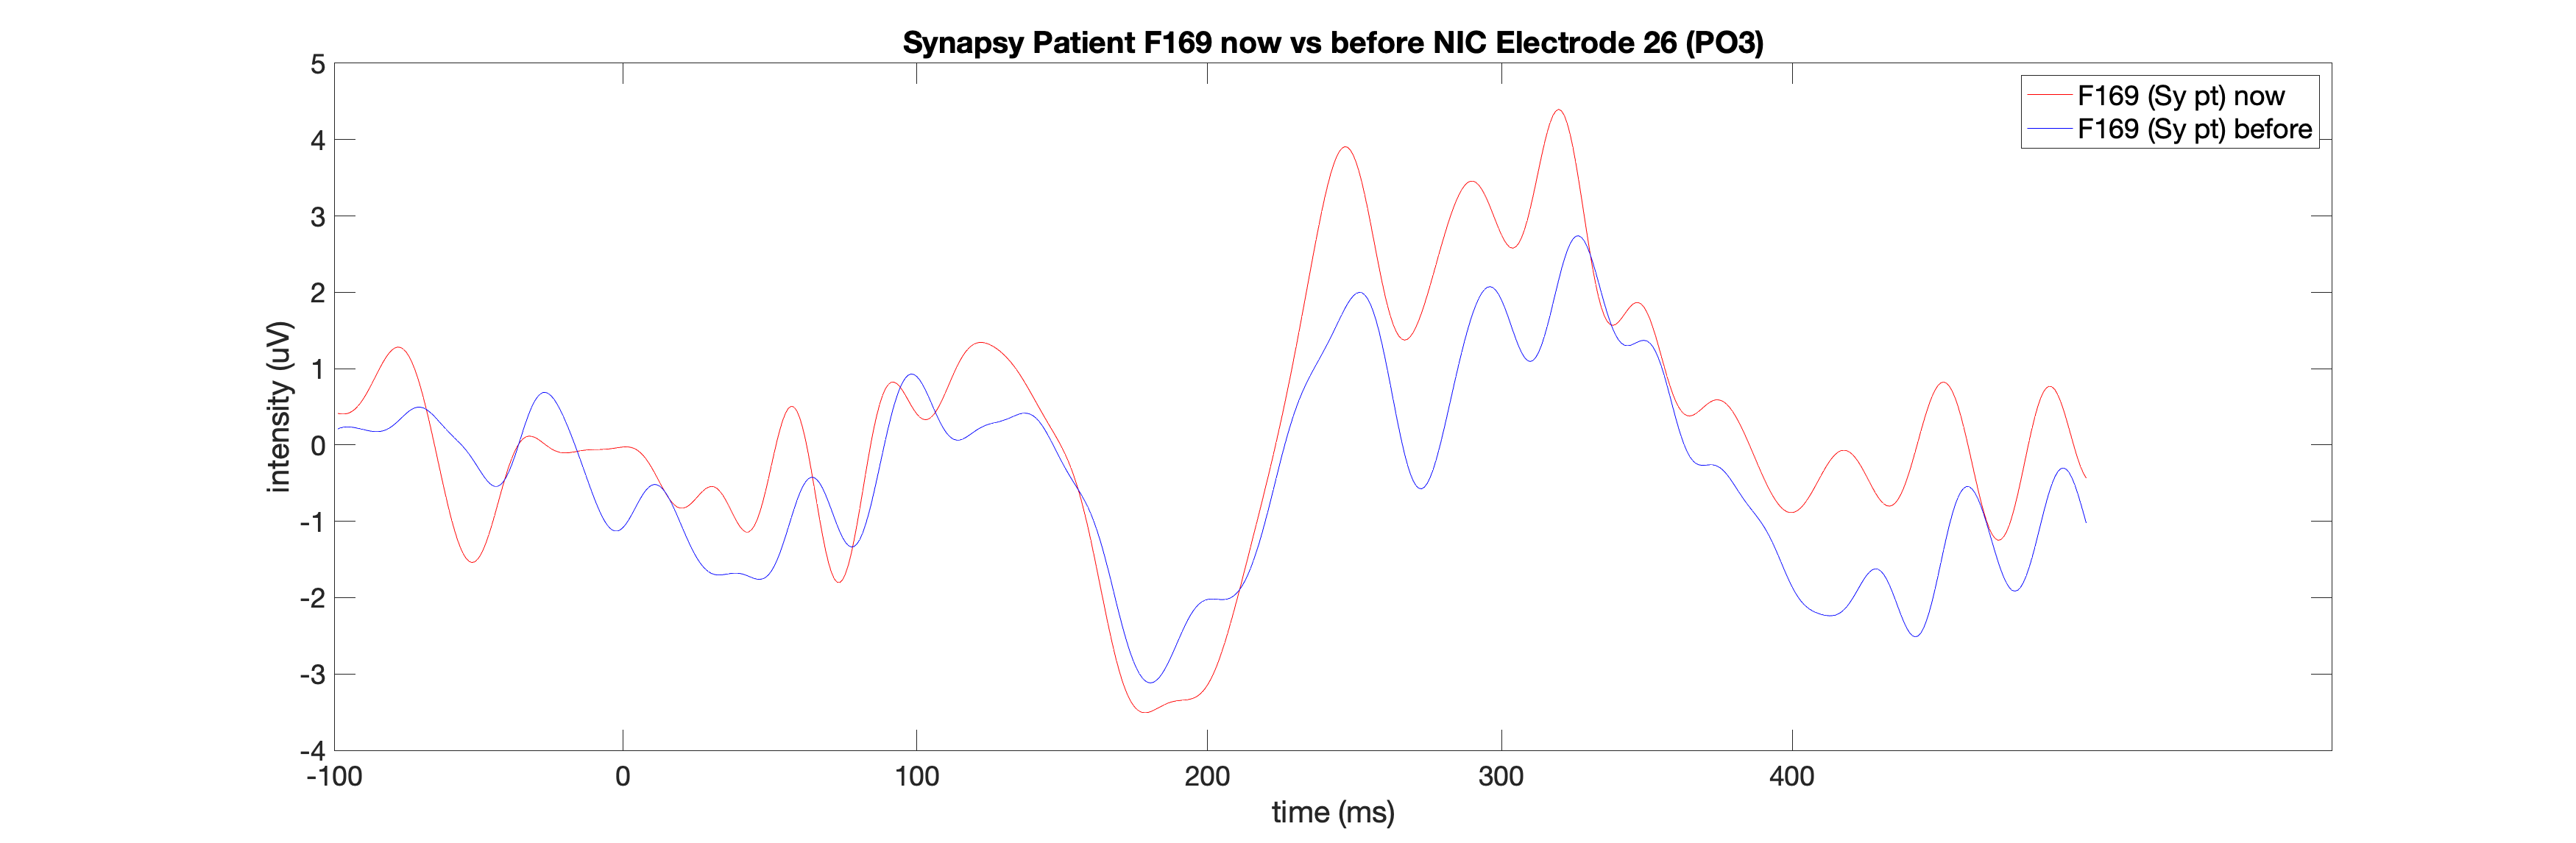 Synapsy Patient F169 now vs before NIC Electrode 26 (PO3)
F169 (Sy pt) now
F169 (Sy pt) before
intensity (uV)
5
4
3
2
1
0
-1
-2
-3
-4
-100 0 100 200 300 400
time (ms)